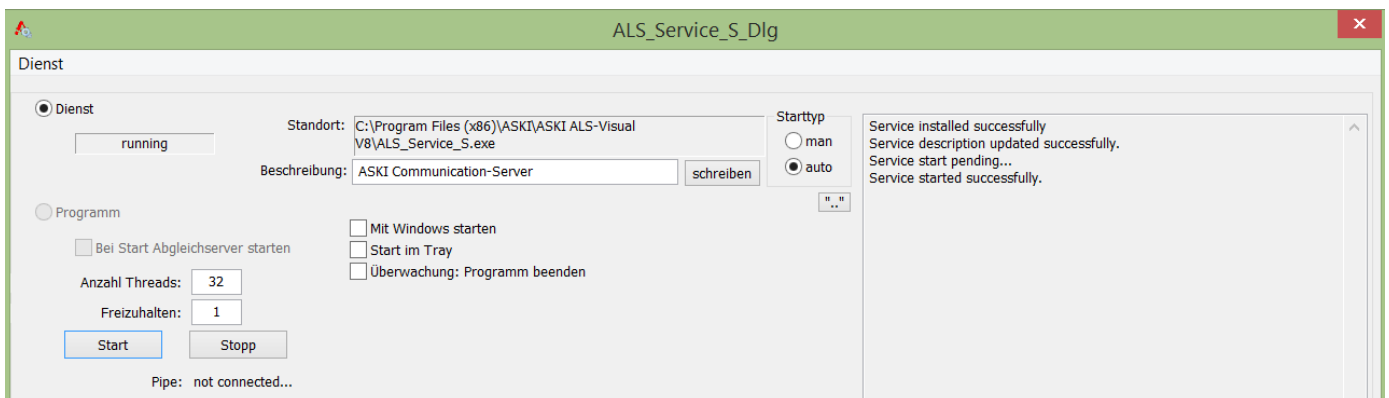 ALS_Service_S_Dlg
Dienst
Dienst
running
Standort: C:\Program Files (x86)\ASKI\ASKI ALS-Visual
V8\ALS_Service_S.exe
Beschreibung: ASKI Communication-Server schreiben
Starttyp
man
auto
".."
Programm
Bei Start Abgleichserver starten
Mit Windows starten
Start im Tray
Überwachung: Programm beenden
Anzahl Threads: 32
Freizuhalten: 1
Start Stopp
Pipe: not connected...
Service installed successfully
Service description updated successfully.
Service start pending...
Service started successfully.